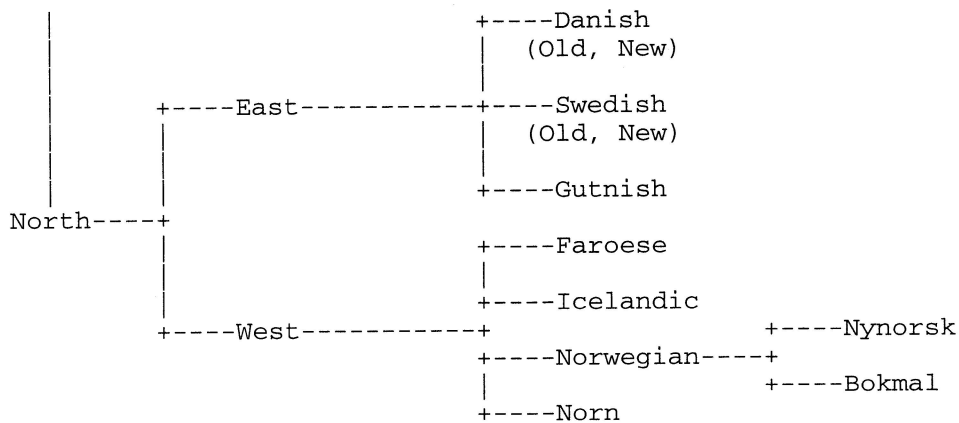 +----Danish
(Old, New)
+----East-------------+----Swedish
(Old, New)
+----Gutnish
North----+
+----Faroese
+----Icelandic
+----West-------------+ +----Nynorsk
+----Norwegian----+
+----Bokmal
+----Norn